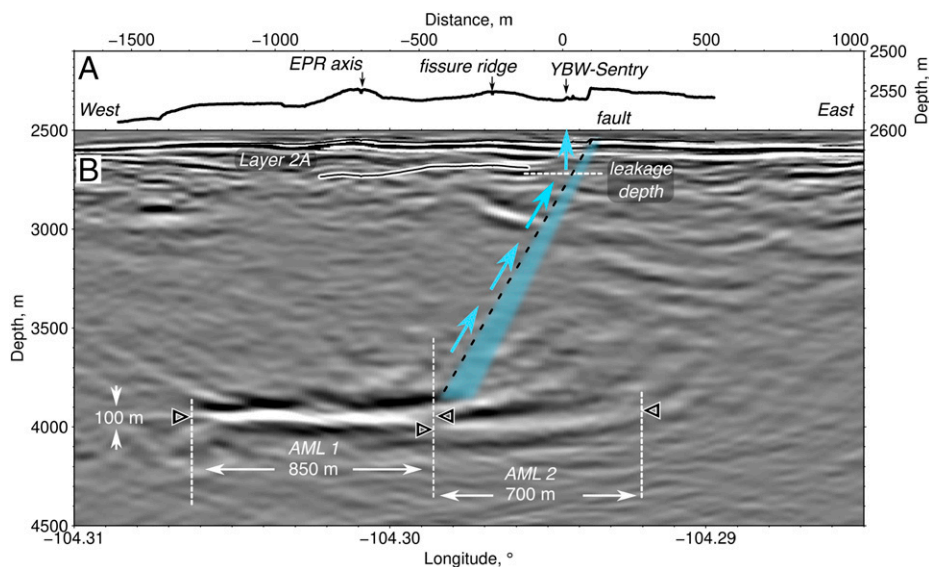 Distance, m
−1500 −1000 −500 0 500 1000
A
EPR axis fissure ridge YBW-Sentry
West East
fault
2500
2550
2600
Depth, m
2500
3000
3500
4000
4500
Depth, m
B
Layer 2A
leakage
depth
100 m
AML 1
850 m
AML 2
700 m
−104.31 −104.30 −104.29
Longitude, °